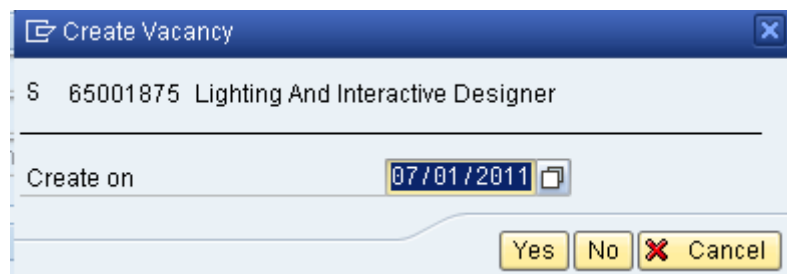 Create Vacancy
S 65001875 Lighting And Interactive Designer
Create on 07/01/2011
Yes No Cancel